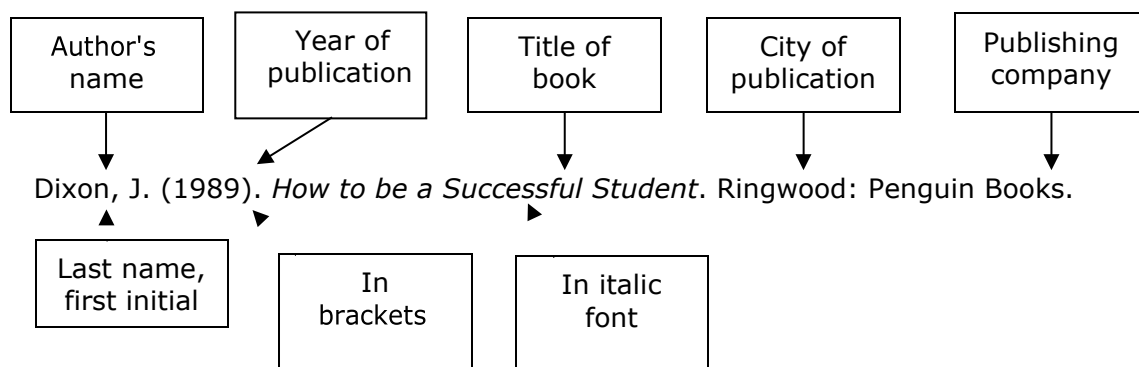 Author's
name
Year of
publication
Title of
book
City of
publication
Publishing
company
Dixon, J. (1989). How to be a Successful Student. Ringwood: Penguin Books.
Last name,
first initial
In
brackets
In italic
font